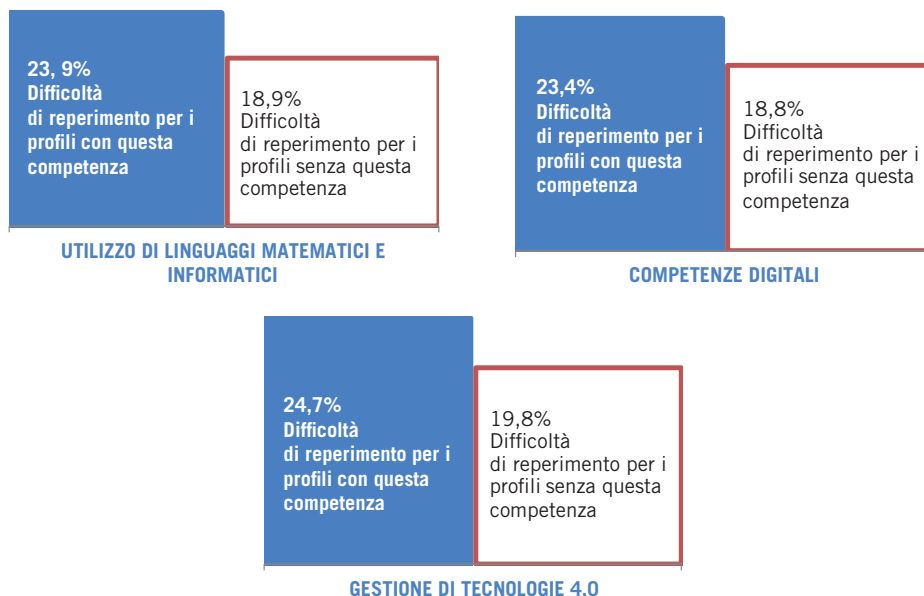 23, 9%
Difficoltà
di reperimento per i
profili con questa
competenza
18,9%
Difficoltà
di reperimento per i
profili senza questa
competenza
UTILIZZO DI LINGUAGGI MATEMATICI E
INFORMATICI
23,4%
Difficoltà
di reperimento per i
profili con questa
competenza
18,8%
Difficoltà
di reperimento per i
profili senza questa
competenza
COMPETENZE DIGITALI
24,7%
Difficoltà
di reperimento per i
profili con questa
competenza
19,8%
Difficoltà
di reperimento per i
profili senza questa
competenza
GESTIONE DI TECNOLOGIE 4.0